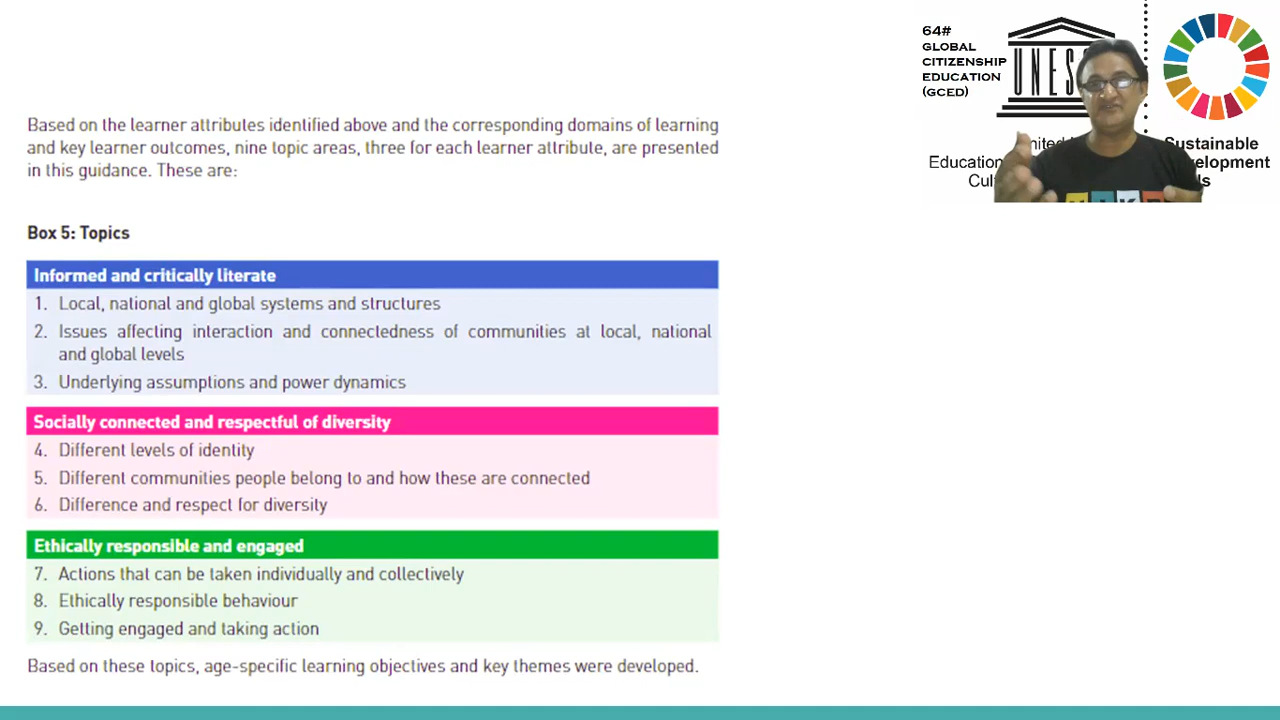 Based on the learner attributes identified above and the corresponding domains of learning
and key learner outcomes, nine topic areas, three for each learner attribute, are presented
in this guidance. These are:
Box 5: Topics
Informed and critically literate
1. Local, national and global systems and structures
2. Issues affecting interaction and connectedness of communities at local, national
and global levels
3. Underlying assumptions and power dynamics
Socially connected and respectful of diversity
4. Different levels of identity
5. Different communities people belong to and how these are connected
6. Difference and respect for diversity
Ethically responsible and engaged
7. Actions that can be taken individually and collectively
8. Ethically responsible behaviour
9. Getting engaged and taking action
Based on these topics, age-specific learning objectives and key themes were developed.
64#
GLOBAL
CITIZENSHIP
EDUCATION
(GCED)
UNES
Education
Cul
Sustainable